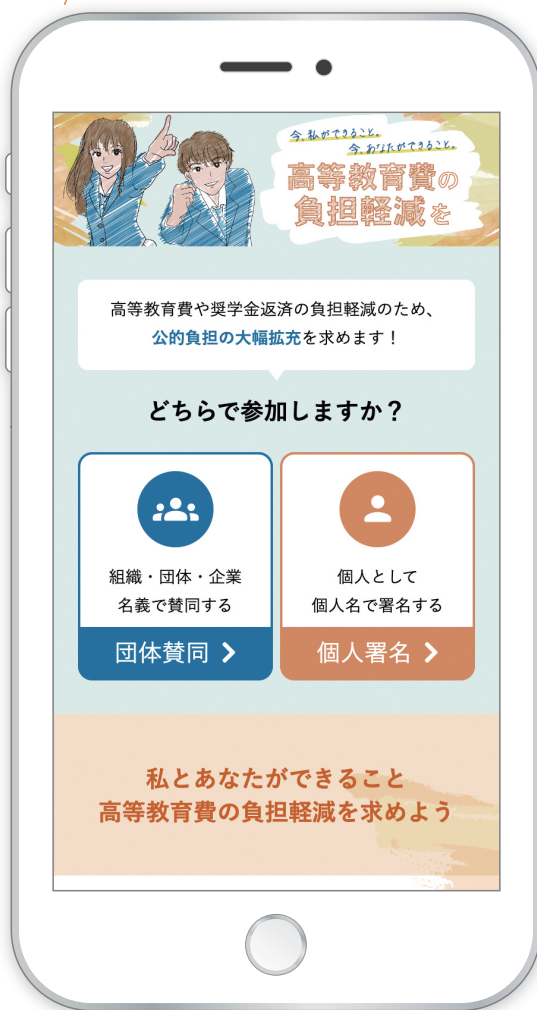 今、私ができること。
今、あなたができること。
高等教育費の
負担軽減を
高等教育費や奨学金返済の負担軽減のため、
公的負担の大幅拡充を求めます！
どちらで参加しますか？
組織・団体・企業
名義で賛同する
団体賛同
個人として
個人名で署名する
個人署名
私とあなたができること
高等教育費の負担軽減を求めよう